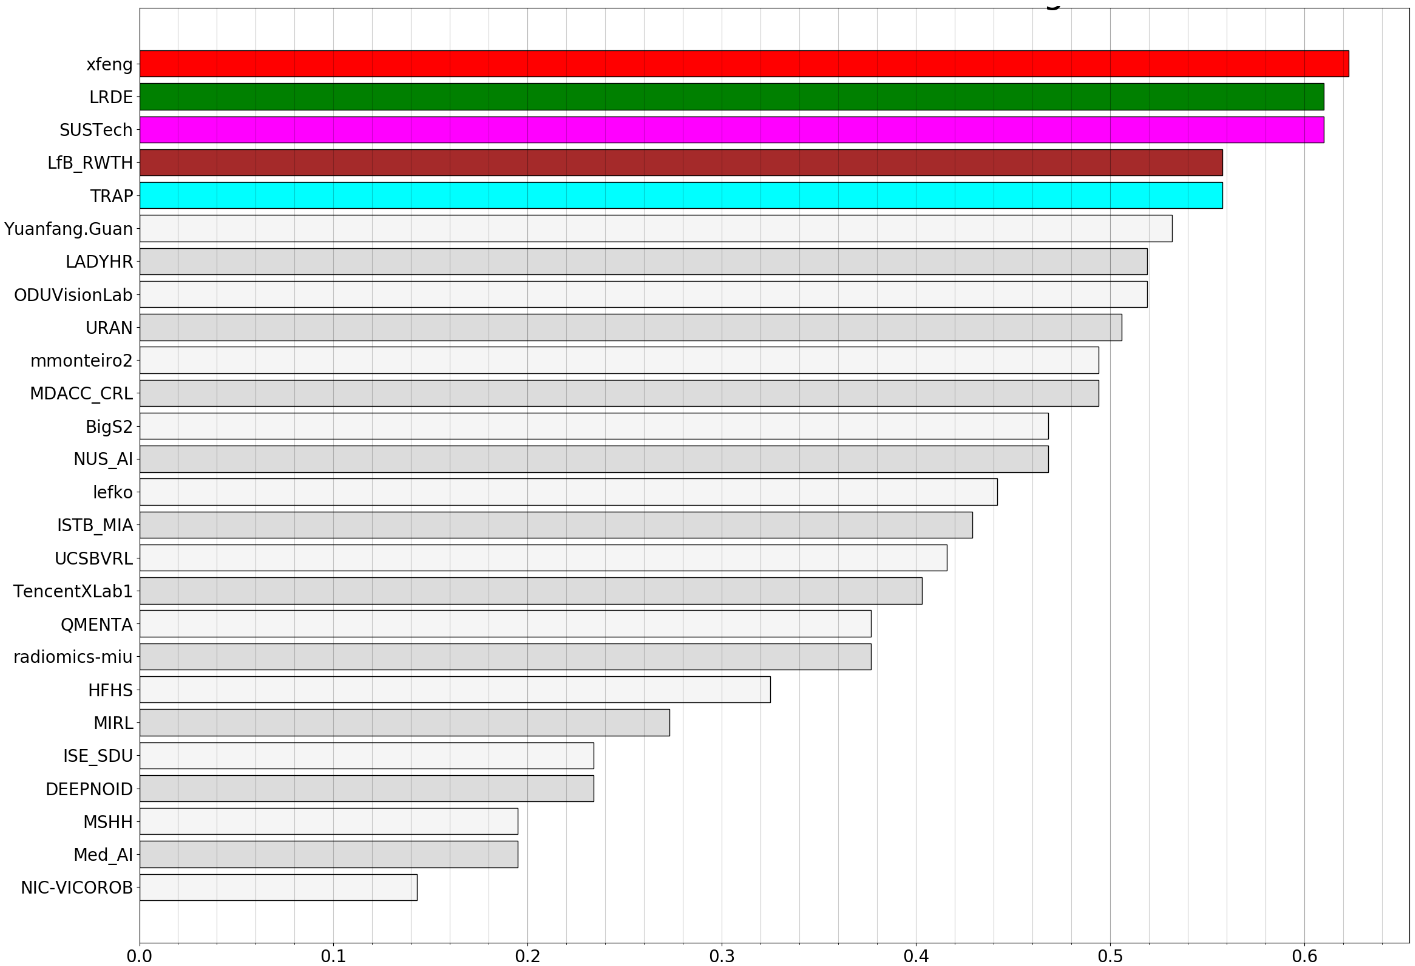 xfeng
LRDE
SUSTech
LfB_RWTH
TRAP
Yuanfang.Guan
LADYHR
ODUVisionLab
URAN
mmonteiro2
MDACC_CRL
BigS2
NUS_AI
lefko
ISTB_MIA
UCSBVRL
TencentXLab1
QMENTA
radiomics-miu
HFHS
MIRL
ISE_SDU
DEEPNOID
MSHH
Med_AI
NIC-VICOROB
0.0 0.1 0.2 0.3 0.4 0.5 0.6